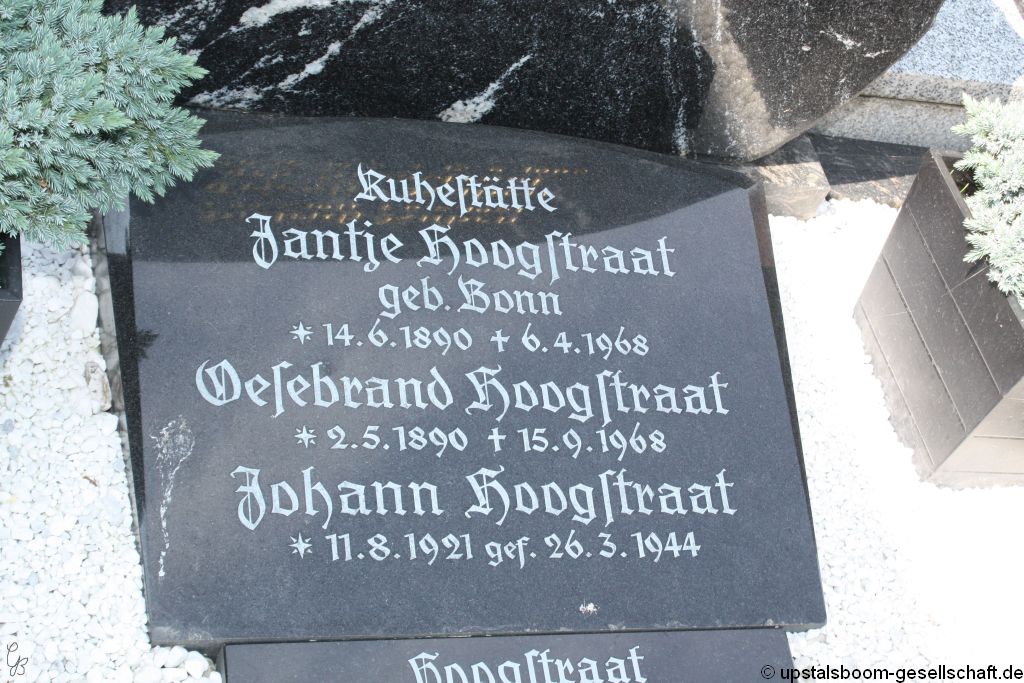 Ruheſtätte
Jantje Hoogſtraat
geb. Bonn
* 14.6.1890 † 6.4.1968
Oeſebrand Hoogſtraat
* 2.5.1890 † 15.9.1968
Johann Hoogſtraat
* 11.8.1921 gef. 26.3.1944
Hoogſtraat
GB
© upstalsboom-gesellschaft.de